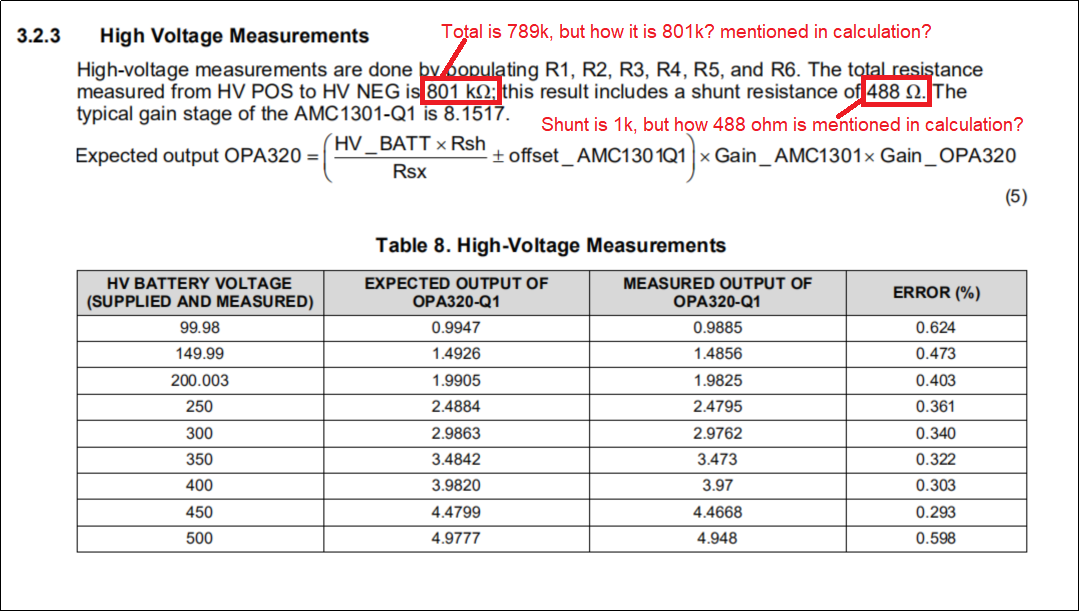 3.2.3 High Voltage Measurements
Total is 789k, but how it is 801k? mentioned in calculation?
High-voltage measurements are done by populating R1, R2, R3, R4, R5, and R6. The total resistance
measured from HV POS to HV NEG is 801 kΩ; this result includes a shunt resistance of 488 Ω. The
typical gain stage of the AMC1301-Q1 is 8.1517.
Shunt is 1k, but how 488 ohm is mentioned in calculation?
Expected output OPA320 = (HV_BATT × Rsh / Rsx ± offset_AMC1301Q1) × Gain_AMC1301 × Gain_OPA320
(5)
Table 8. High-Voltage Measurements
HV BATTERY VOLTAGE (SUPPLIED AND MEASURED) EXPECTED OUTPUT OF OPA320-Q1 MEASURED OUTPUT OF OPA320-Q1 ERROR (%)
99.98 0.9947 0.9885 0.624
149.99 1.4926 1.4856 0.473
200.003 1.9905 1.9825 0.403
250 2.4884 2.4795 0.361
300 2.9863 2.9762 0.340
350 3.4842 3.473 0.322
400 3.9820 3.97 0.303
450 4.4799 4.4668 0.293
500 4.9777 4.948 0.598